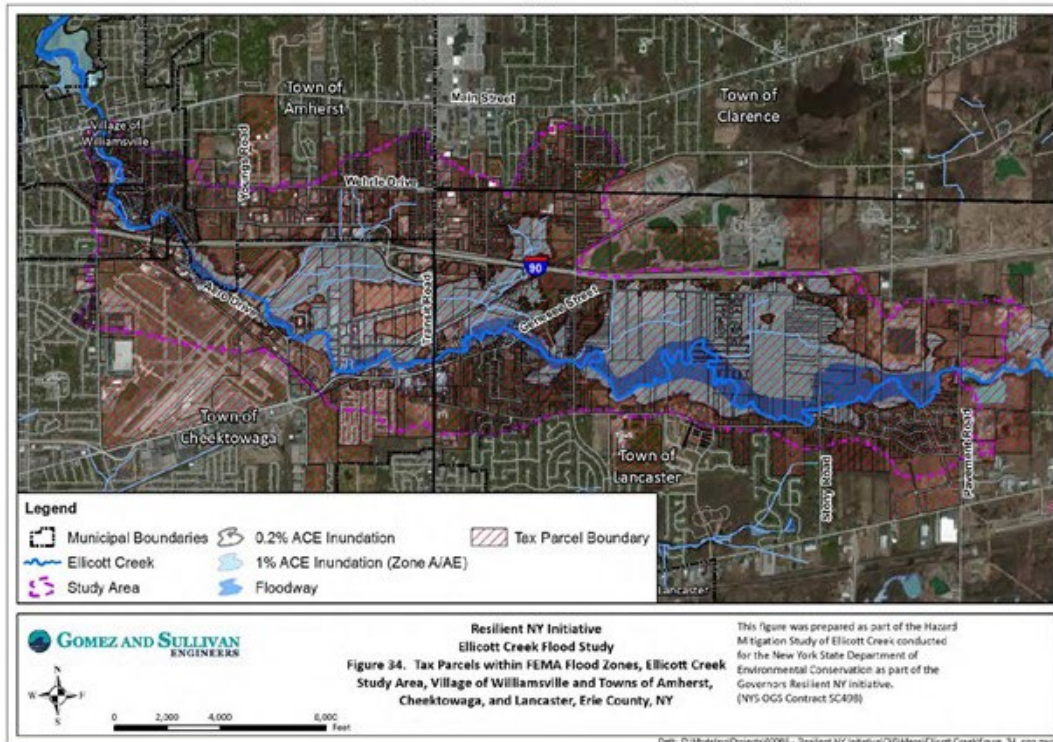 Town of
Amherst
Main Street
Town of
Clarence
Village of
Williamsville
Youngs Road
Wehrle Drive
90
Aero Drive
Transit Road
Genesee Street
Town of
Cheektowaga
Town of
Lancaster
Stony Road
Pavement Road
Lancaster
Legend
Municipal Boundaries
0.2% ACE Inundation
Tax Parcel Boundary
Ellicott Creek
1% ACE Inundation (Zone A/AE)
Study Area
Floodway
GOMEZ AND SULLIVAN
ENGINEERS
N
W
E
S
0 2,000 4,000 8,000
Feet
Resilient NY Initiative
Ellicott Creek Flood Study
Figure 34. Tax Parcels within FEMA Flood Zones, Ellicott Creek
Study Area, Village of Williamsville and Towns of Amherst,
Cheektowaga, and Lancaster, Erie County, NY
This figure was prepared as part of the Hazard
Mitigation Study of Ellicott Creek conducted
for the New York State Department of
Environmental Conservation as part of the
Governors Resilient NY initiative.
(NYS OGS Contract SC498)